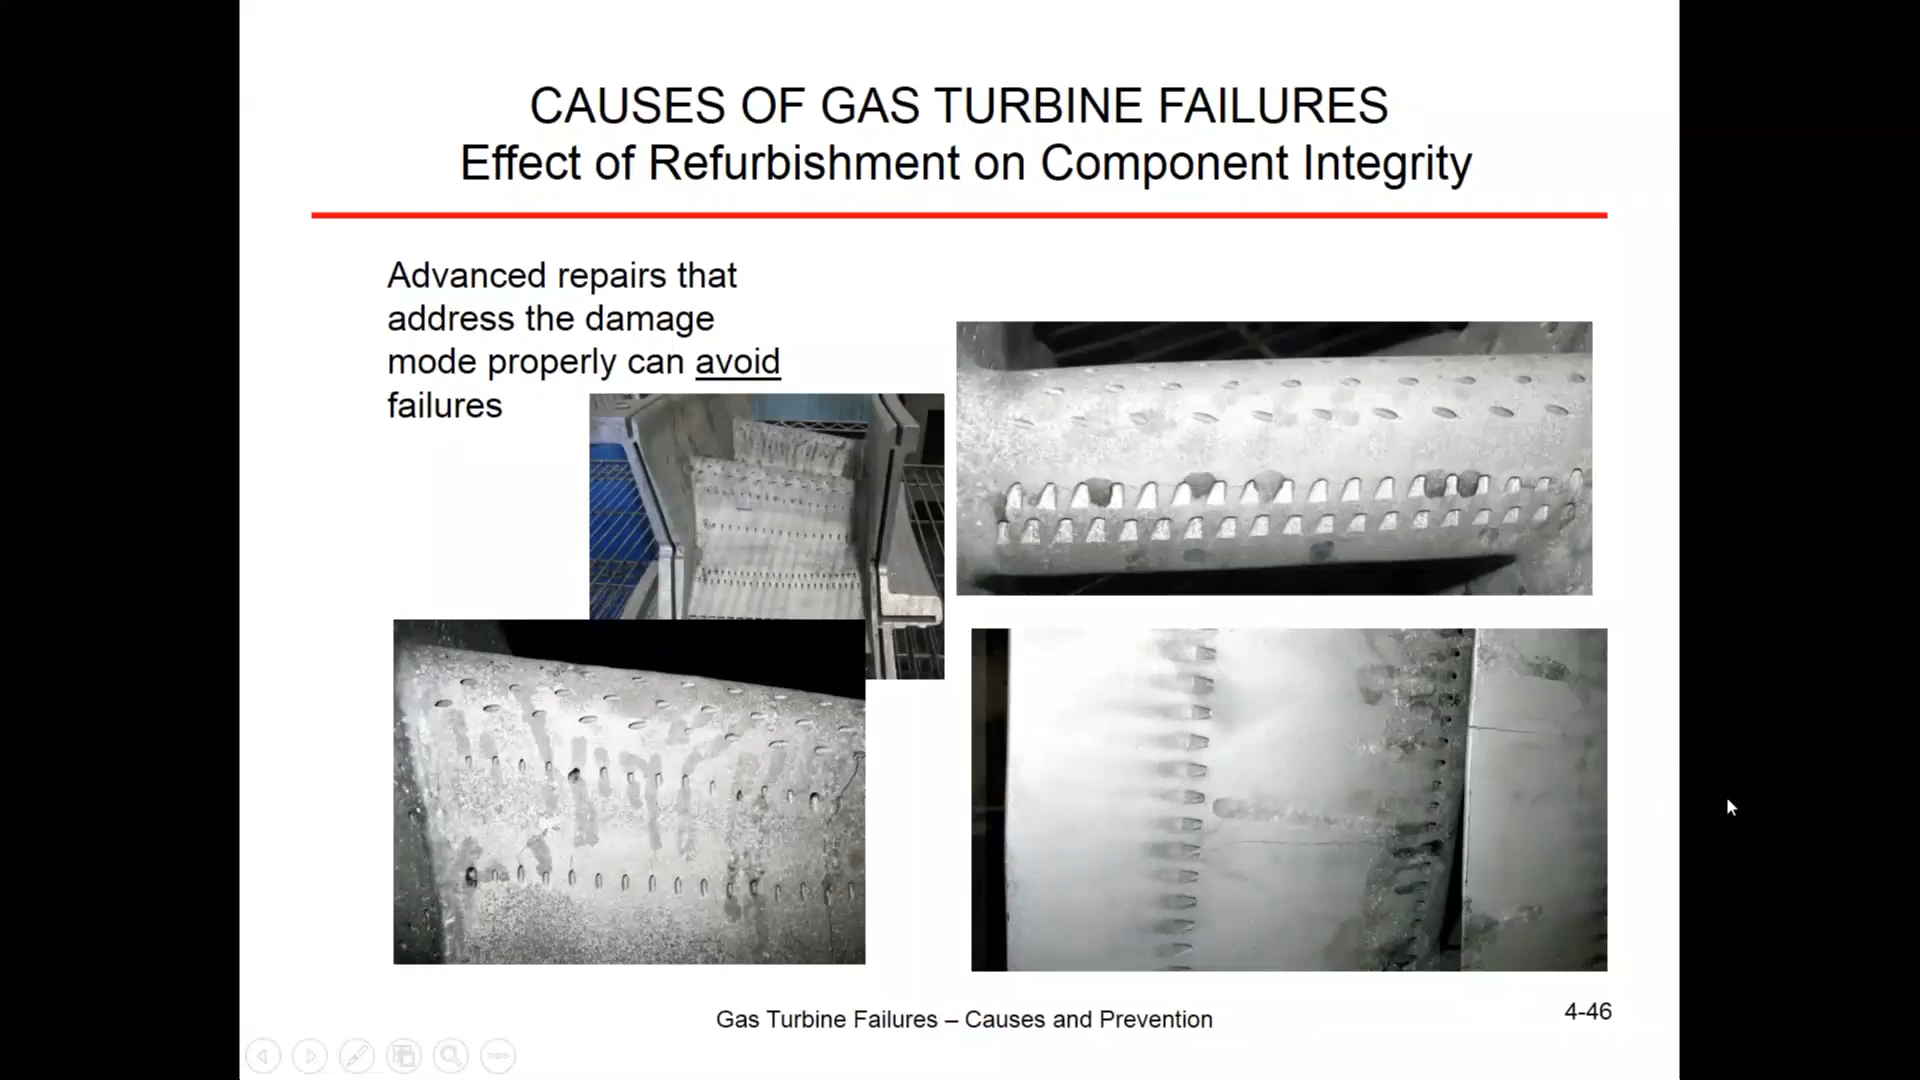 CAUSES OF GAS TURBINE FAILURES
Effect of Refurbishment on Component Integrity
Advanced repairs that
address the damage
mode properly can avoid
failures
Gas Turbine Failures – Causes and Prevention
4-46